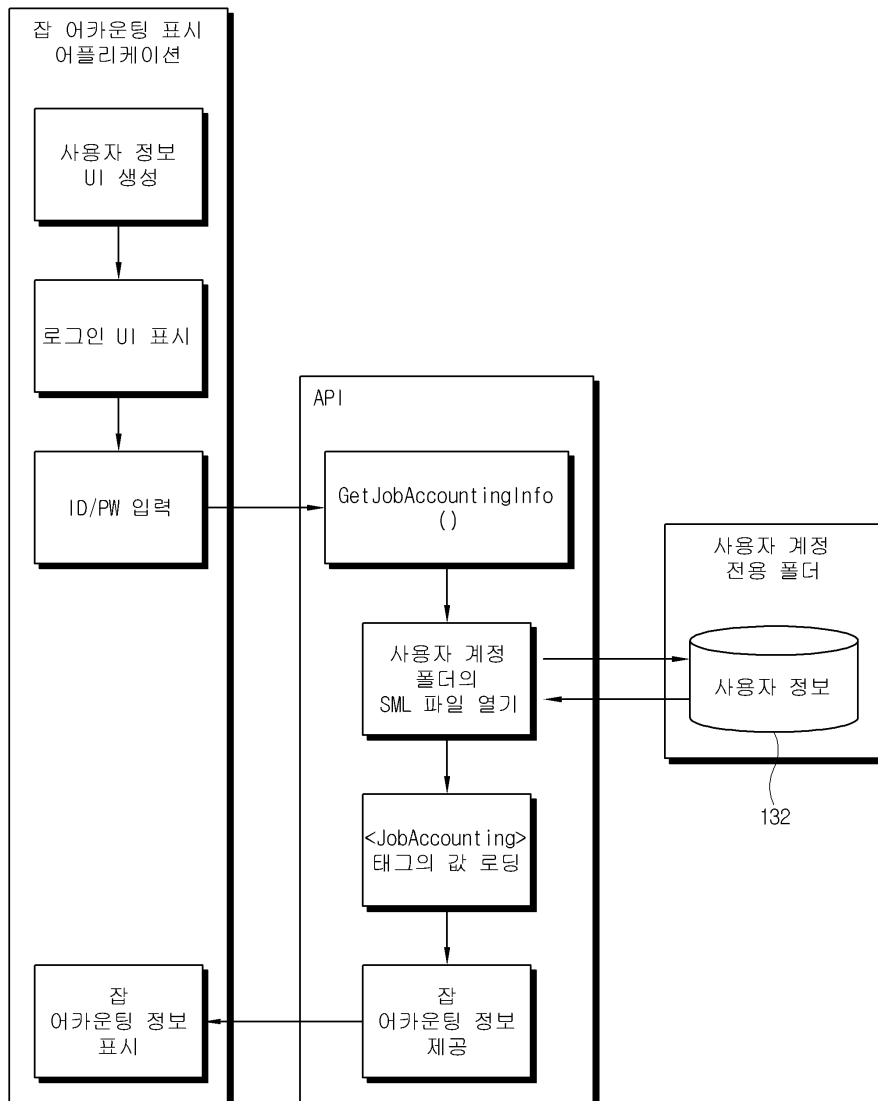 잡 어카운팅 표시
어플리케이션
사용자 정보
UI 생성
로그인 UI 표시
ID/PW 입력
API
GetJobAccountingInfo
()
사용자 계정
폴더의
SML 파일 열기
<JobAccounting>
태그의 값 로딩
잡
어카운팅 정보
제공
잡
어카운팅 정보
표시
사용자 계정
전용 폴더
사용자 정보
132